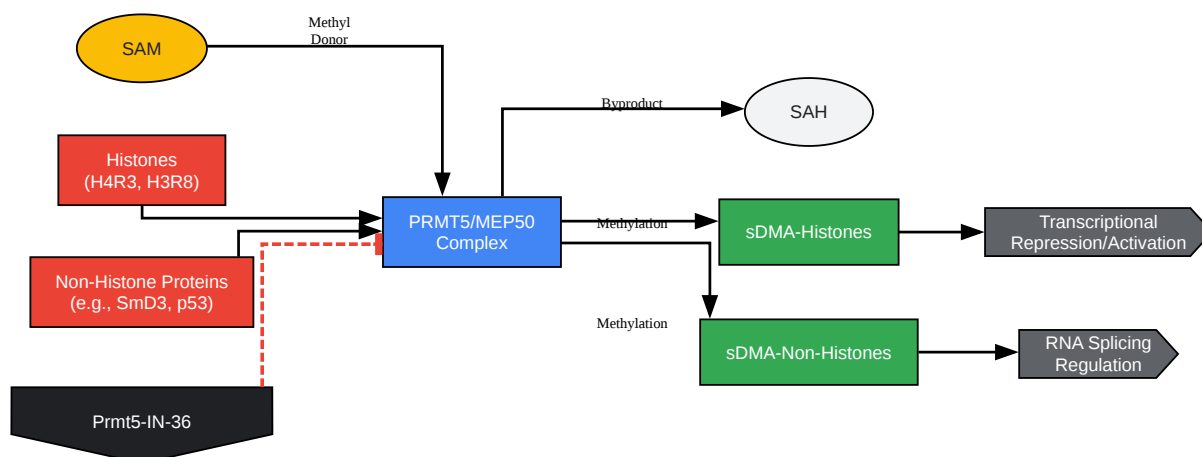 Methyl
Donor
SAM
Byproduct
SAH
Histones
(H4R3, H3R8)
PRMT5/MEP50
Complex
Methylation
sDMA-Histones
Transcriptional
Repression/Activation
Non-Histone Proteins
(e.g., SmD3, p53)
Methylation
sDMA-Non-Histones
RNA Splicing
Regulation
Prmt5-IN-36